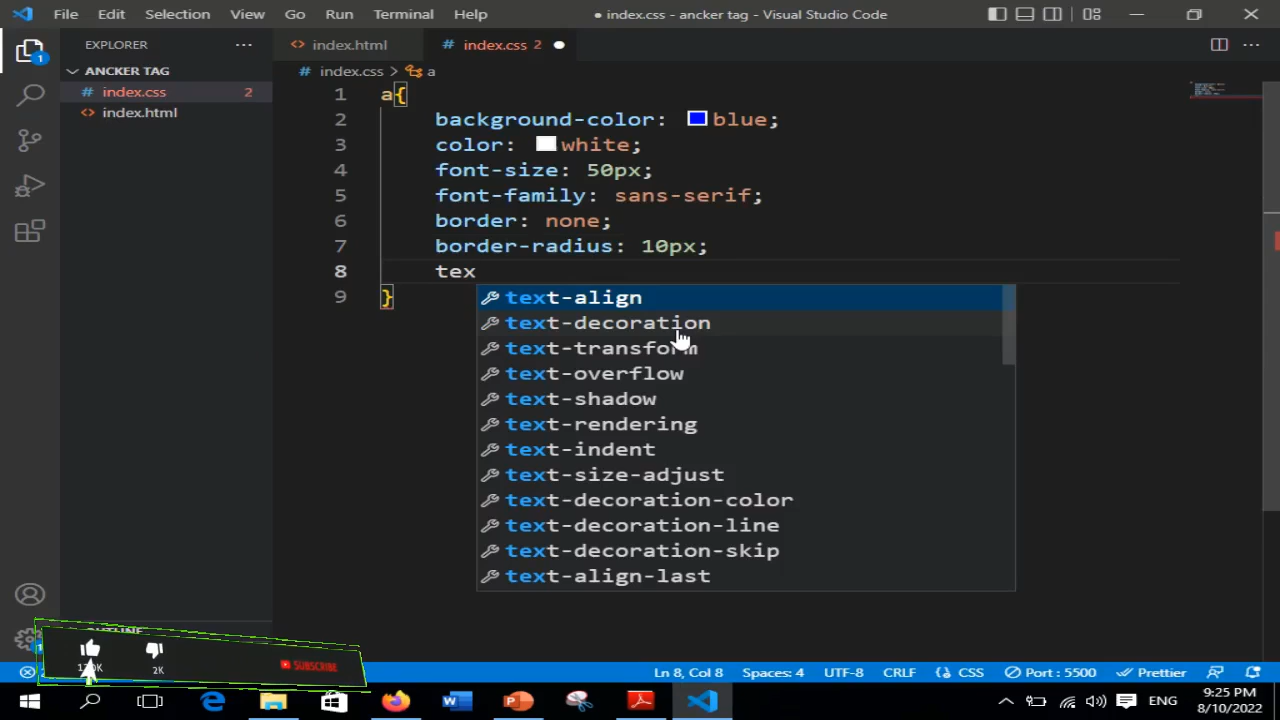 File Edit Selection View Go Run Terminal Help
● index.css - ancker tag - Visual Studio Code
EXPLORER
index.html
# index.css 2
ANCKER TAG
# index.css > a
# index.css 2
index.html
1 a{
2 background-color: blue;
3 color: white;
4 font-size: 50px;
5 font-family: sans-serif;
6 border: none;
7 border-radius: 10px;
8 tex
9 }
text-align
text-decoration
text-transform
text-overflow
text-shadow
text-rendering
text-indent
text-size-adjust
text-decoration-color
text-decoration-line
text-decoration-skip
text-align-last
2K
SUBSCRIBE
Ln 8, Col 8 Spaces: 4 UTF-8 CRLF {} CSS Port : 5500 Prettier
ENG
9:25 PM
8/10/2022